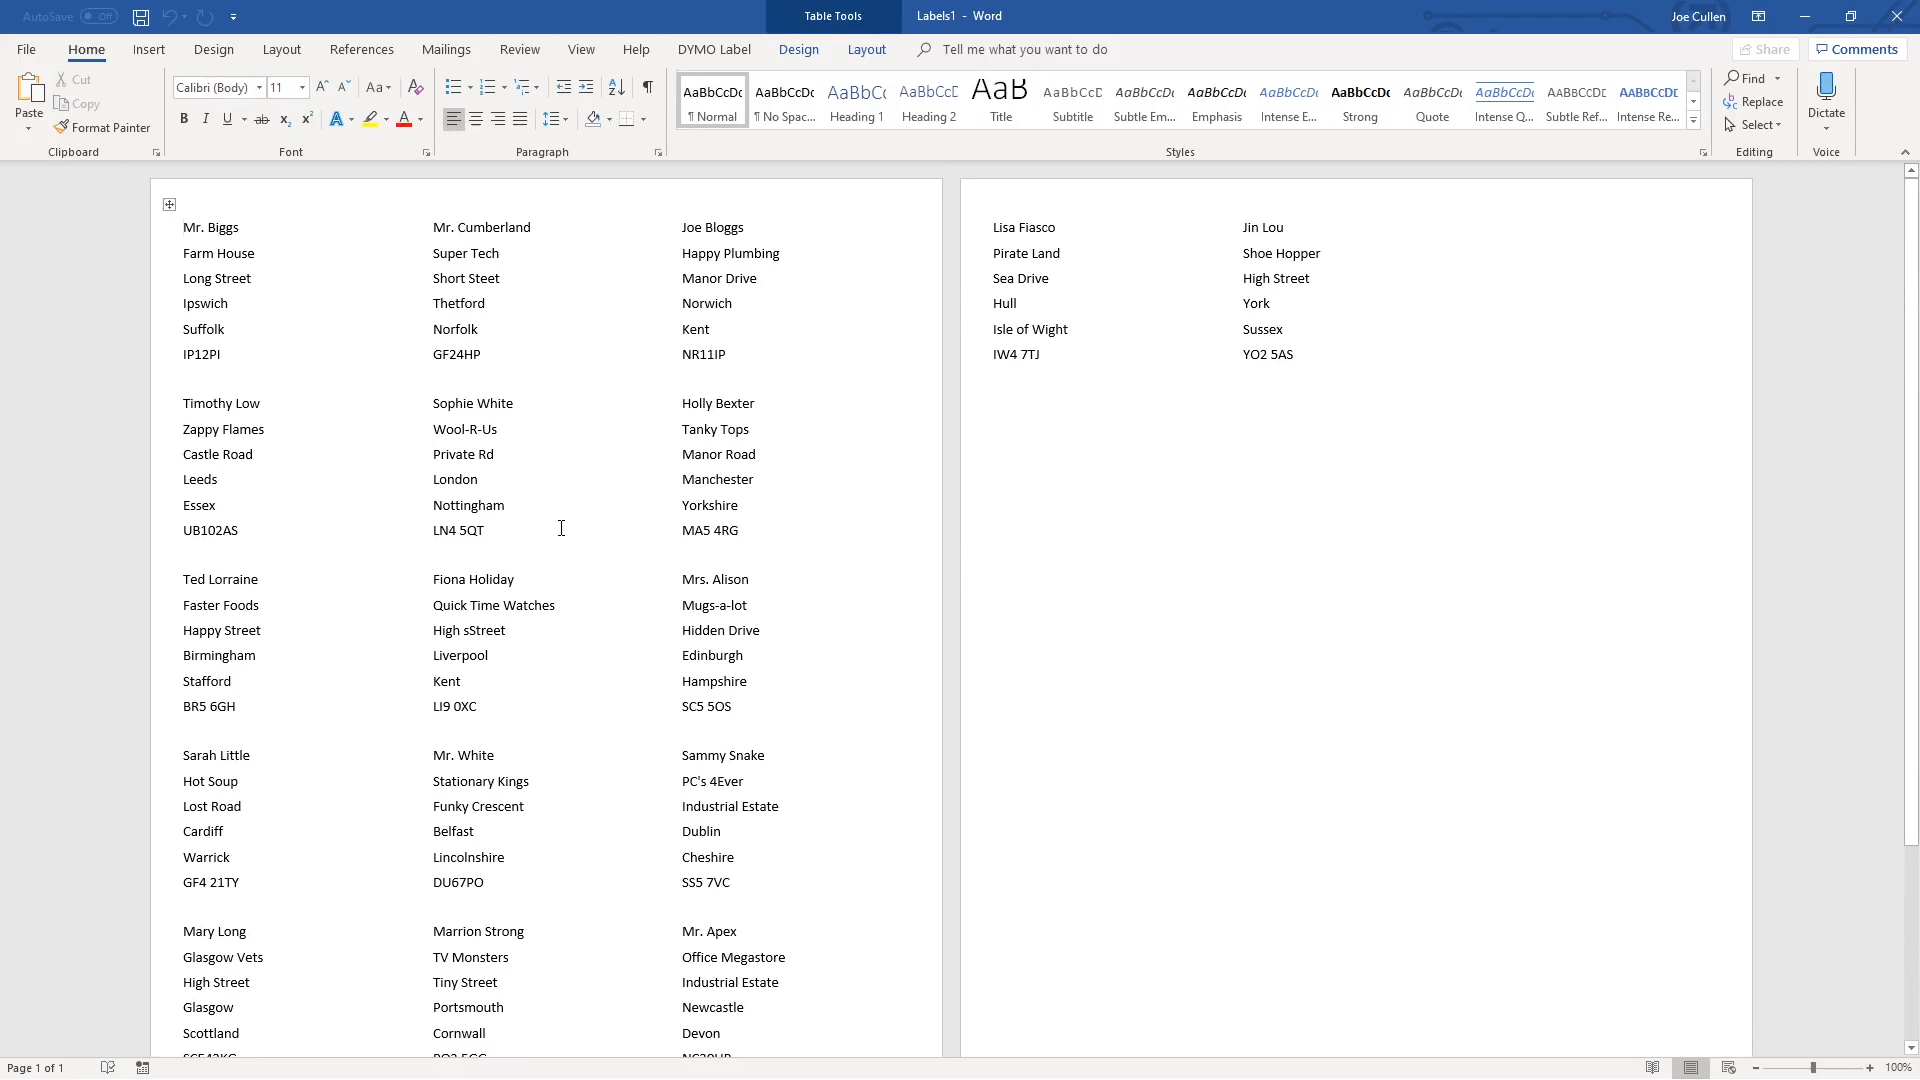 AutoSave Off
Table Tools
Labels1 - Word
Joe Cullen
File Home Insert Design Layout References Mailings Review View Help DYMO Label Design Layout Tell me what you want to do Share Comments
Paste
Cut
Copy
Format Painter
Clipboard
Calibri (Body) 11
Font
Paragraph
AaBbCcDc ¶ Normal
AaBbCcDc ¶ No Spac...
AaBbCc Heading 1
AaBbCcD Heading 2
AaB Title
AaBbCcD Subtitle
AaBbCcDc Subtle Em...
AaBbCcDc Emphasis
AaBbCcDc Intense E...
AaBbCcDc Strong
AaBbCcDc Quote
AaBbCcDc Intense Q...
AABBCCDE Subtle Ref...
AABBCCDE Intense Re...
Styles
Find
Replace
Select
Editing
Dictate
Voice
Mr. Biggs
Farm House
Long Street
Ipswich
Suffolk
IP12PI
Mr. Cumberland
Super Tech
Short Steet
Thetford
Norfolk
GF24HP
Joe Bloggs
Happy Plumbing
Manor Drive
Norwich
Kent
NR11IP
Timothy Low
Zappy Flames
Castle Road
Leeds
Essex
UB102AS
Sophie White
Wool-R-Us
Private Rd
London
Nottingham
LN4 5QT
Holly Bexter
Tanky Tops
Manor Road
Manchester
Yorkshire
MA5 4RG
Ted Lorraine
Faster Foods
Happy Street
Birmingham
Stafford
BR5 6GH
Fiona Holiday
Quick Time Watches
High sStreet
Liverpool
Kent
LI9 0XC
Mrs. Alison
Mugs-a-lot
Hidden Drive
Edinburgh
Hampshire
SC5 5OS
Sarah Little
Hot Soup
Lost Road
Cardiff
Warrick
GF4 21TY
Mr. White
Stationary Kings
Funky Crescent
Belfast
Lincolnshire
DU67PO
Sammy Snake
PC's 4Ever
Industrial Estate
Dublin
Cheshire
SS5 7VC
Mary Long
Glasgow Vets
High Street
Glasgow
Scottland
Marrion Strong
TV Monsters
Tiny Street
Portsmouth
Cornwall
Mr. Apex
Office Megastore
Industrial Estate
Newcastle
Devon
Lisa Fiasco
Pirate Land
Sea Drive
Hull
Isle of Wight
IW4 7TJ
Jin Lou
Shoe Hopper
High Street
York
Sussex
YO2 5AS
Page 1 of 1
100%